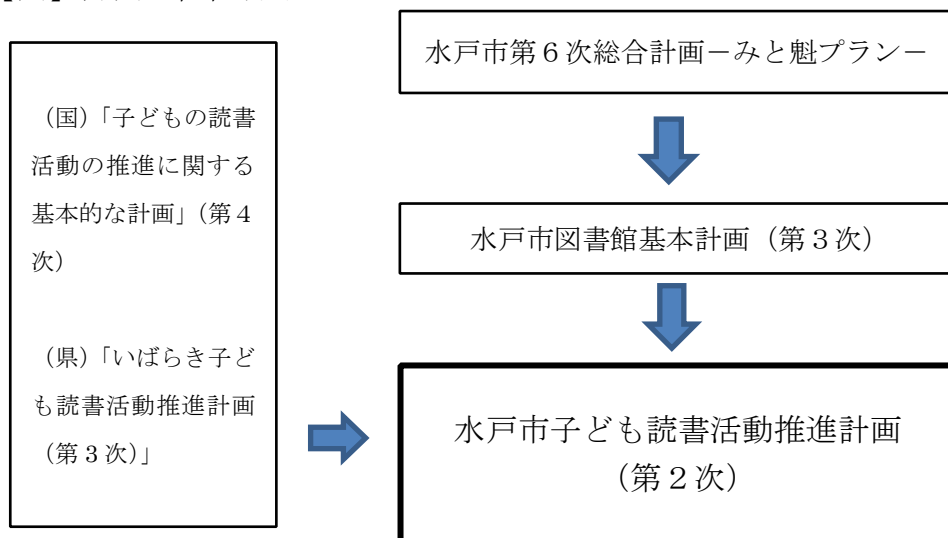 水戸市第６次総合計画－みと魁プラン－
（国）「子どもの読書
活動の推進に関する
基本的な計画」（第４
次）
水戸市図書館基本計画（第３次）
（県）「いばらき子ど
も読書活動推進計画
（第３次）」
水戸市子ども読書活動推進計画
（第２次）